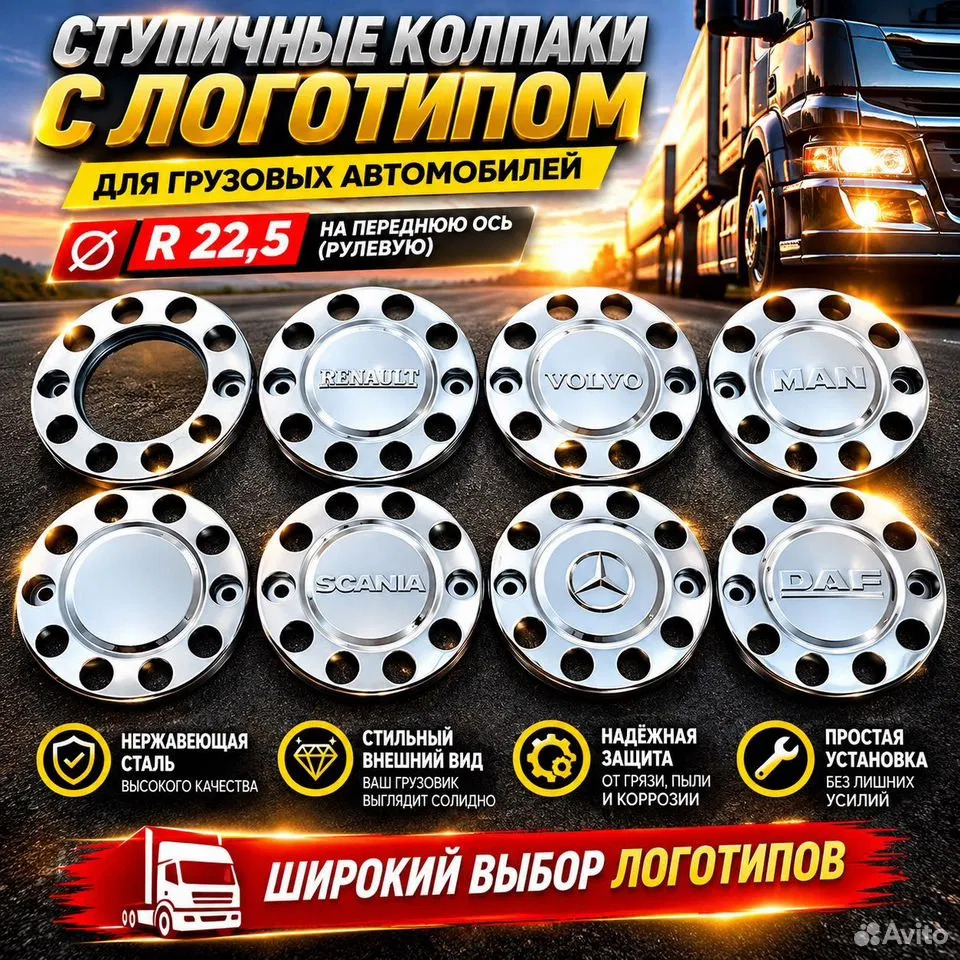 СТУПИЧНЫЕ КОЛПАКИ
С ЛОГОТИПОМ
ДЛЯ ГРУЗОВЫХ АВТОМОБИЛЕЙ
R 22,5
НА ПЕРЕДНЮЮ ОСЬ
(РУЛЕВУЮ)
RENAULT
VOLVO
MAN
SCANIA
DAF
НЕРЖАВЕЮЩАЯ
СТАЛЬ
ВЫСОКОГО КАЧЕСТВА
СТИЛЬНЫЙ
ВНЕШНИЙ ВИД
ВАШ ГРУЗОВИК
ВЫГЛЯДИТ СОЛИДНО
НАДЁЖНАЯ
ЗАЩИТА
ОТ ГРЯЗИ, ПЫЛИ
И КОРРОЗИИ
ПРОСТАЯ
УСТАНОВКА
БЕЗ ЛИШНИХ
УСИЛИЙ
ШИРОКИЙ ВЫБОР ЛОГОТИПОВ
Avito